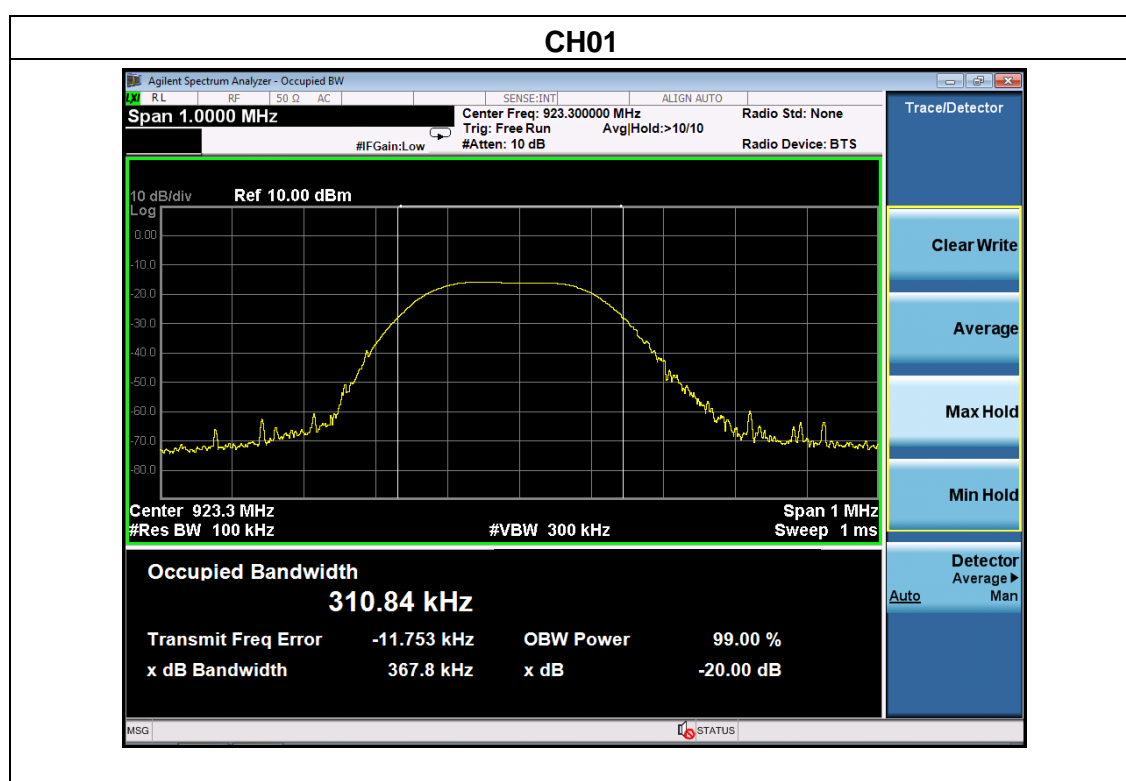 CH01
Agilent Spectrum Analyzer - Occupied BW
LXI RL RF 50 Ω AC SENSE:INT ALIGN AUTO
Span 1.0000 MHz
Center Freq: 923.300000 MHz Radio Std: None
Trig: Free Run Avg|Hold:>10/10
#IFGain:Low #Atten: 10 dB Radio Device: BTS
10 dB/div Ref 10.00 dBm
Log
0.00
-10.0
-20.0
-30.0
-40.0
-50.0
-60.0
-70.0
-80.0
Center 923.3 MHz Span 1 MHz
#Res BW 100 kHz #VBW 300 kHz Sweep 1 ms
Occupied Bandwidth
310.84 kHz
Transmit Freq Error -11.753 kHz OBW Power 99.00 %
x dB Bandwidth 367.8 kHz x dB -20.00 dB
Trace/Detector
Clear Write
Average
Max Hold
Min Hold
Detector
Average▶
Auto Man
MSG STATUS